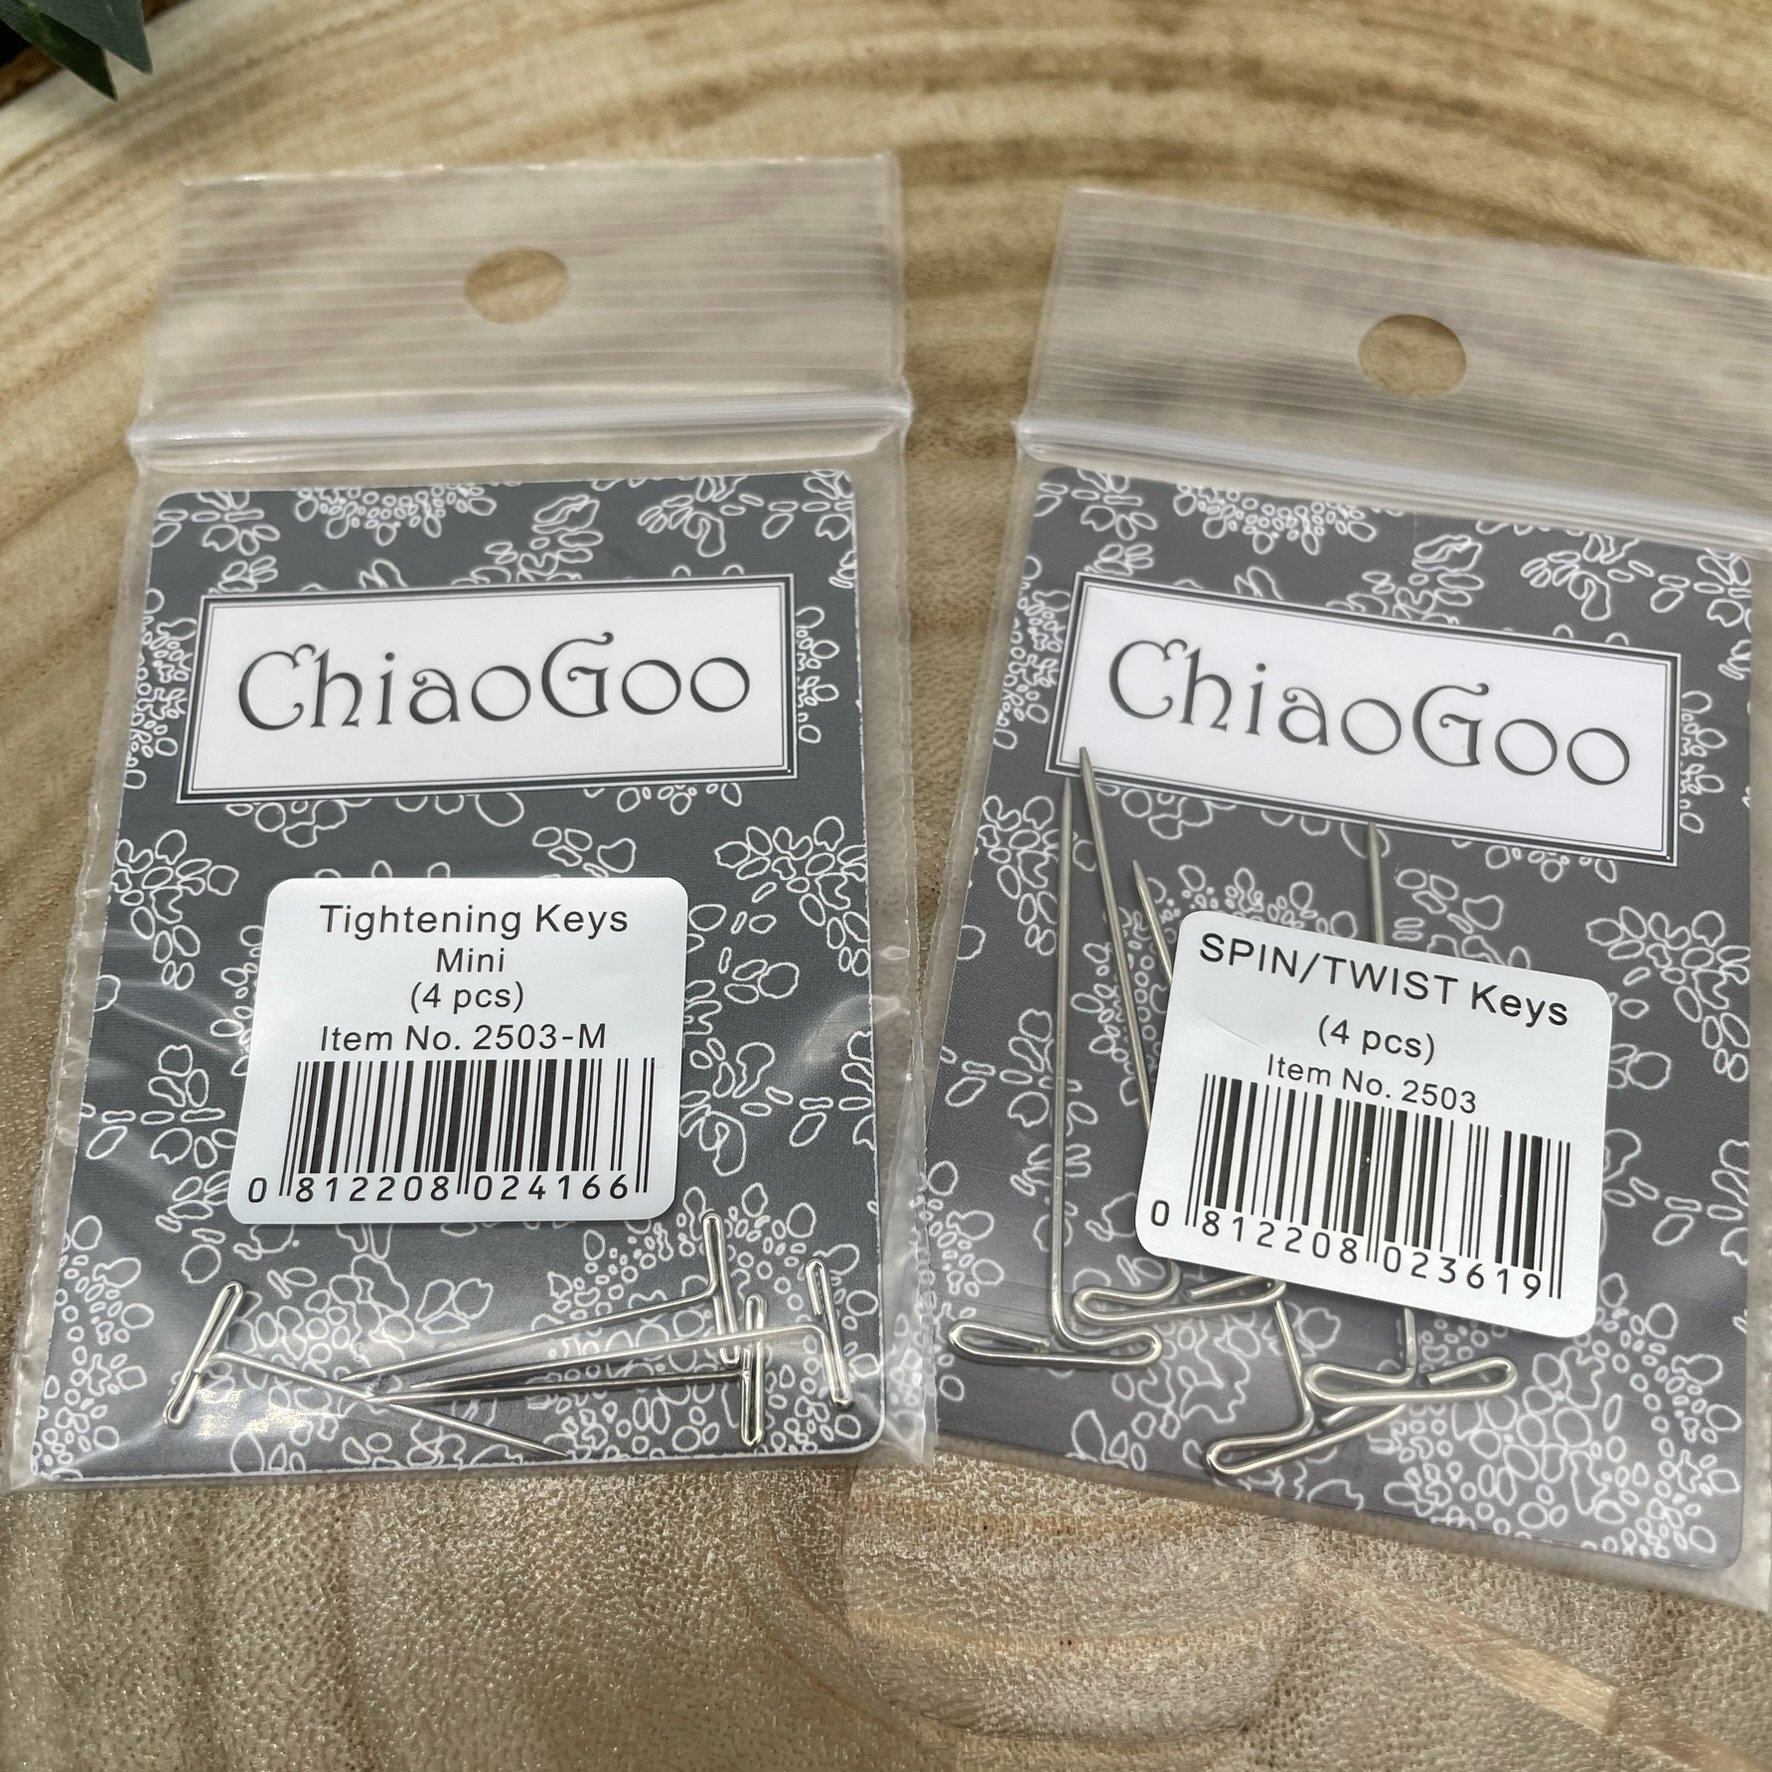 ChiaoGoo
Tightening Keys
Mini
(4 pcs)
Item No. 2503-M
0 812208 024166
ChiaoGoo
SPIN/TWIST Keys
(4 pcs)
Item No. 2503
0 812208 023619